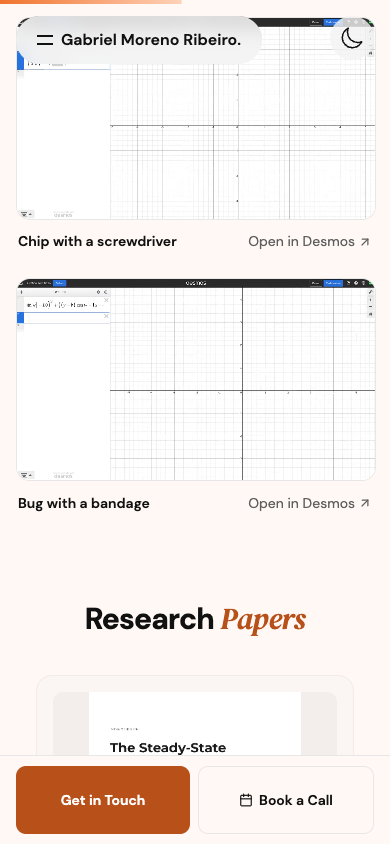 Gabriel Moreno Ribeiro.
Chip with a screwdriver
Open in Desmos
Bug with a bandage
Open in Desmos
Research Papers
The Steady-State
Get in Touch
Book a Call